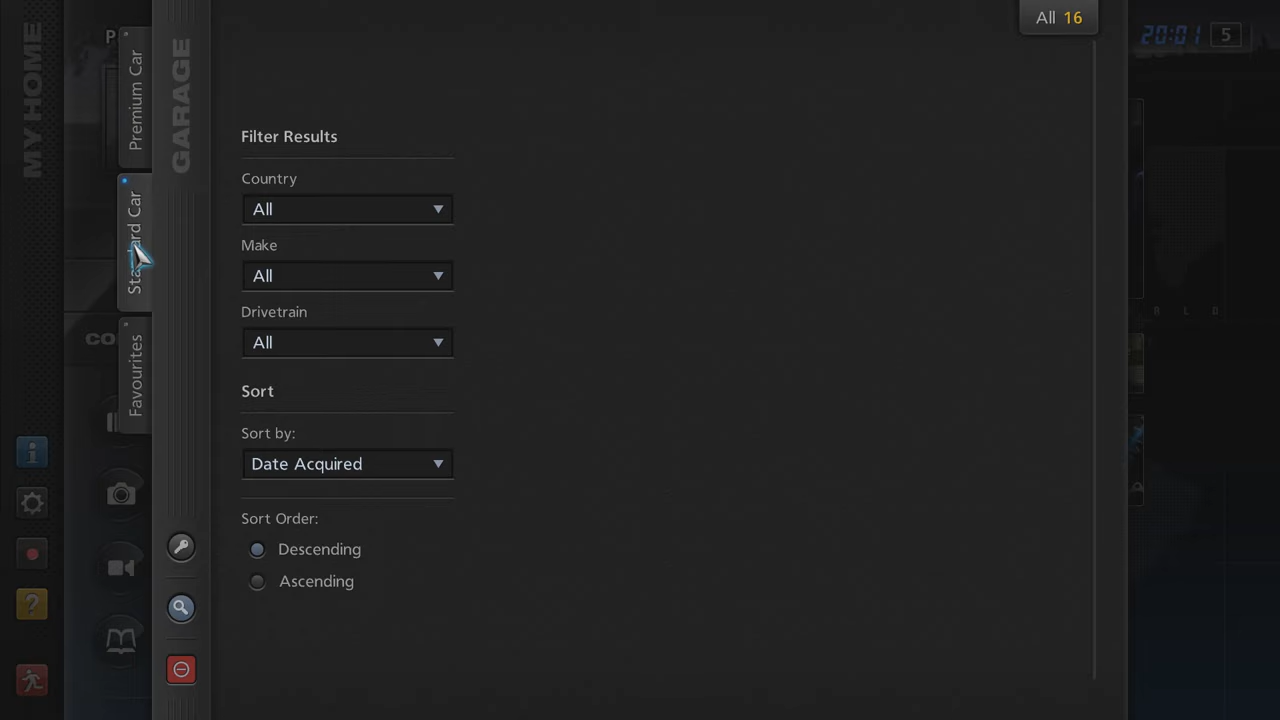 MY HOME
P
Premium Car
Standard Car
Favourites
GARAGE
All 16
20:01 5
Filter Results
Country
All
Make
All
Drivetrain
All
Sort
Sort by:
Date Acquired
Sort Order:
Descending
Ascending
CO
R L D